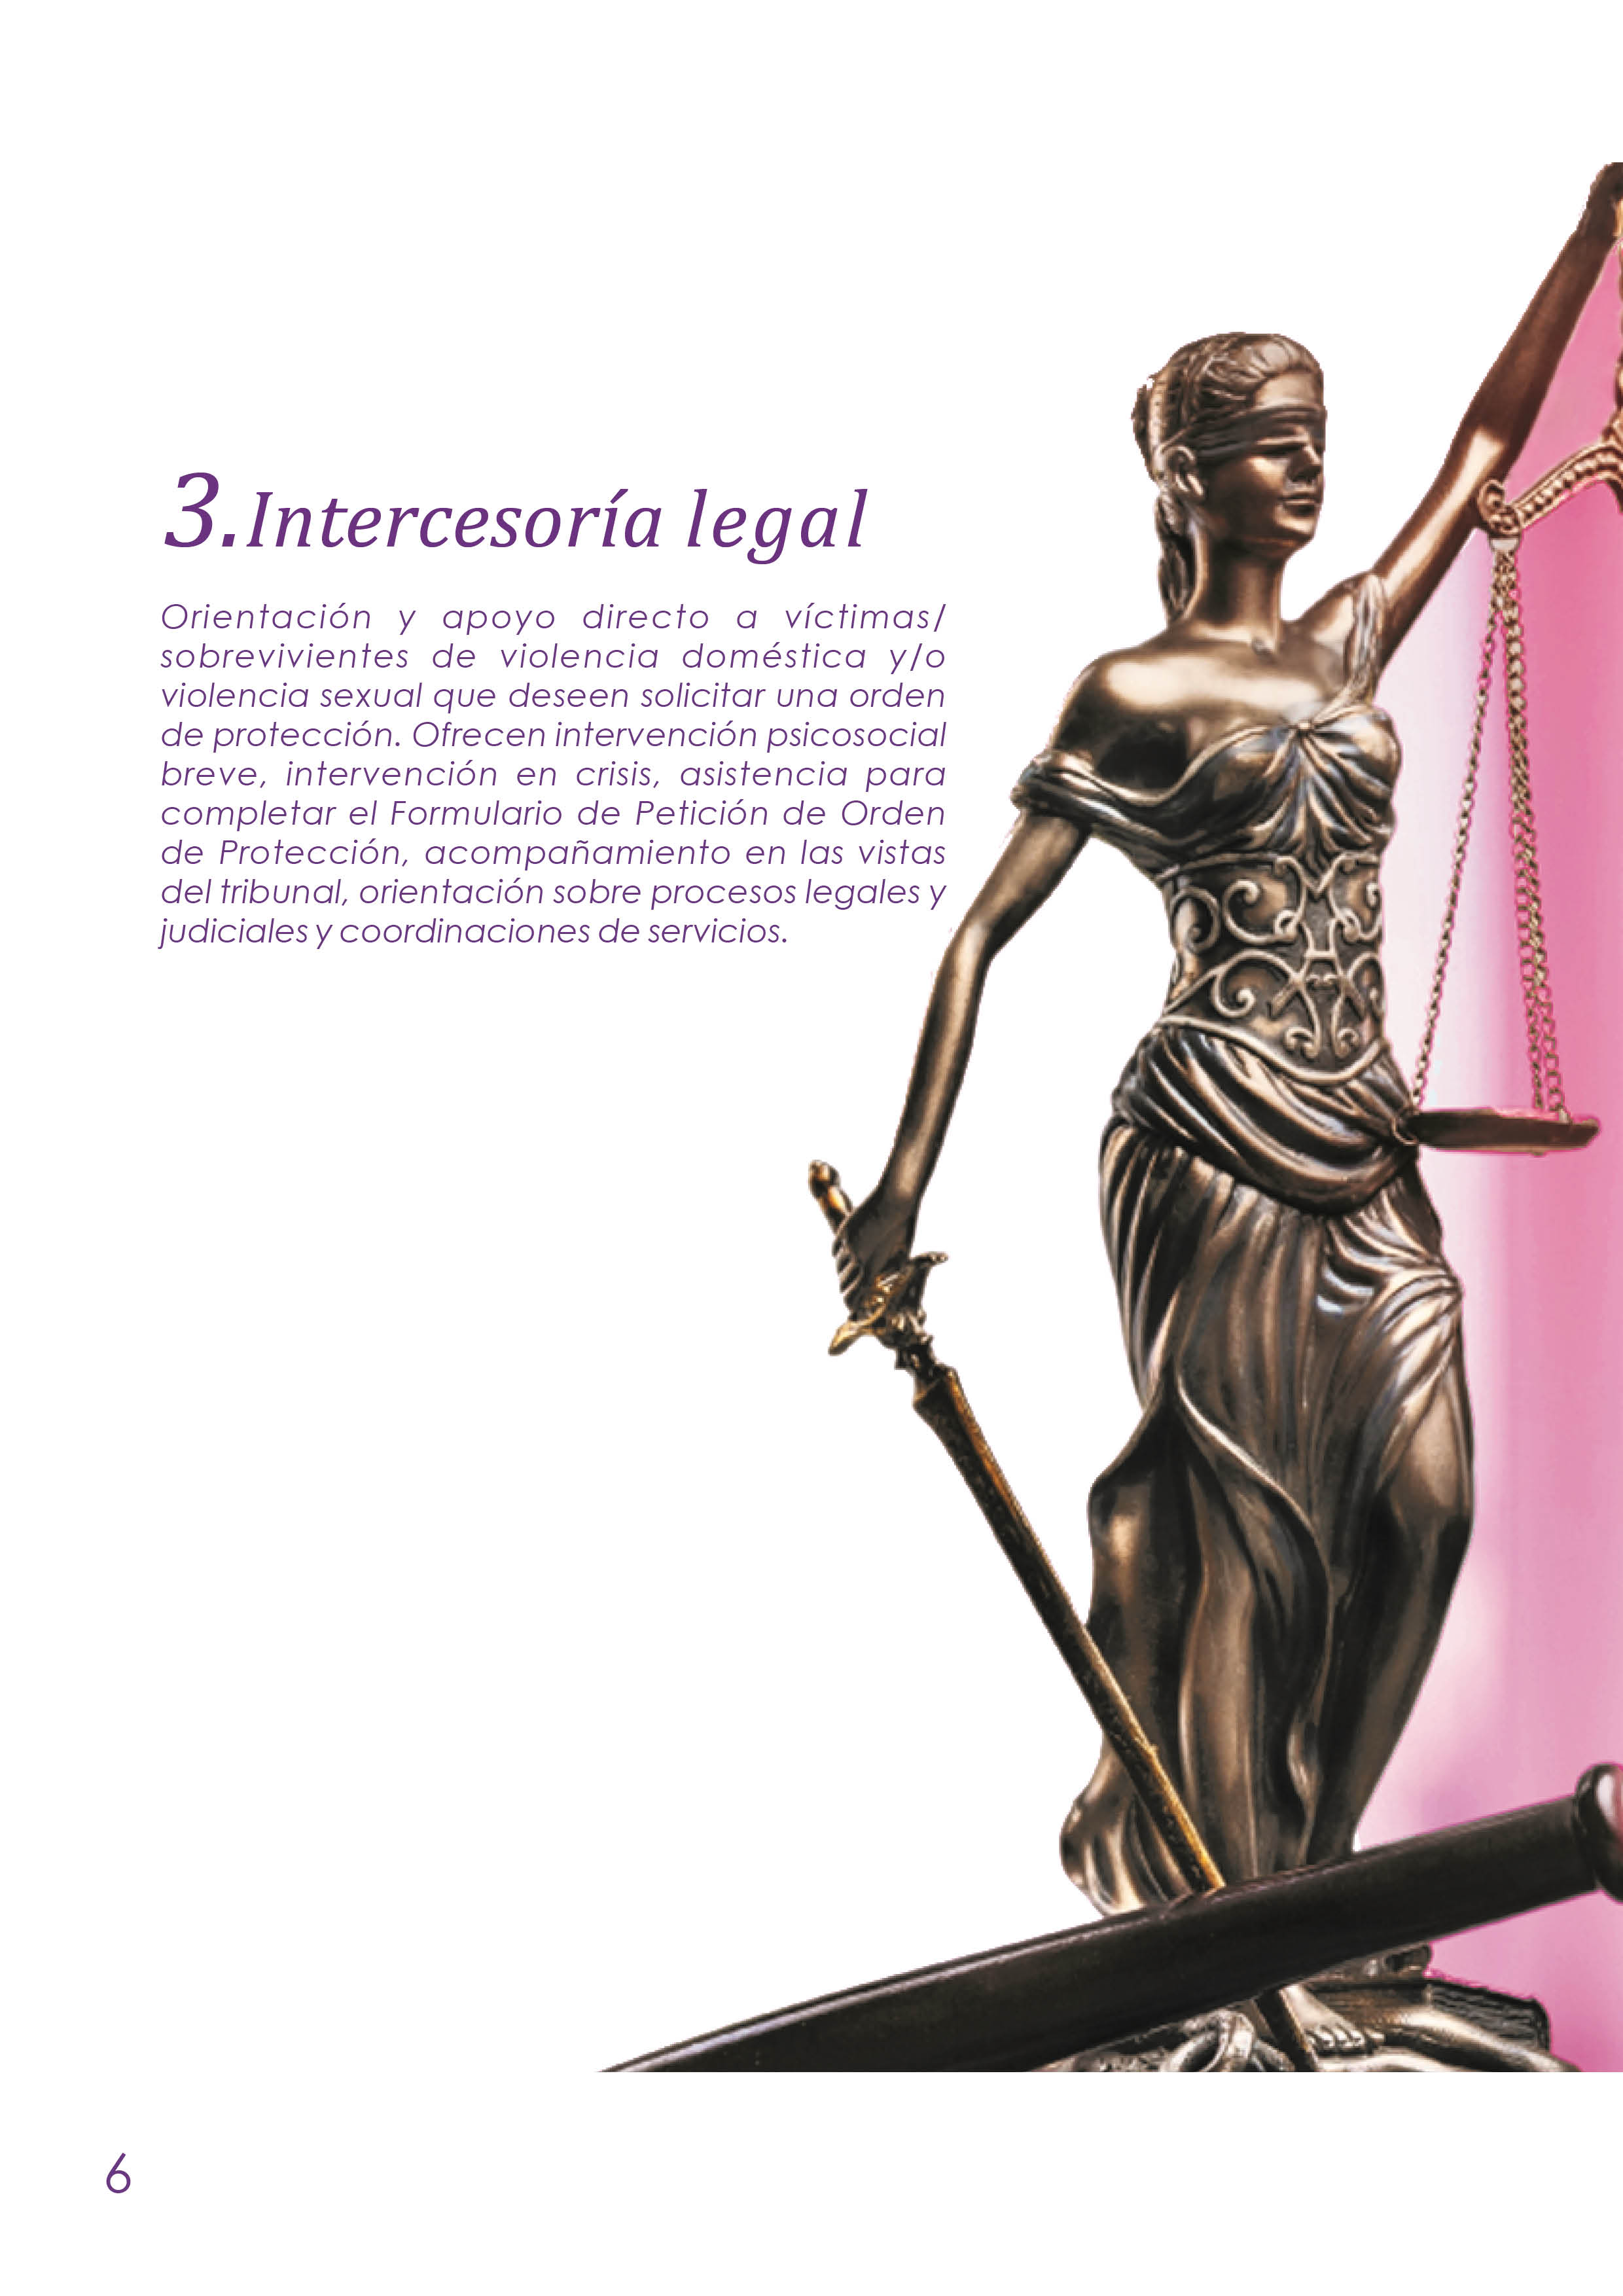 3.Intercesoría legal
Orientación y apoyo directo a víctimas/
sobrevivientes de violencia doméstica y/o
violencia sexual que deseen solicitar una orden
de protección. Ofrecen intervención psicosocial
breve, intervención en crisis, asistencia para
completar el Formulario de Petición de Orden
de Protección, acompañamiento en las vistas
del tribunal, orientación sobre procesos legales y
judiciales y coordinaciones de servicios.
6